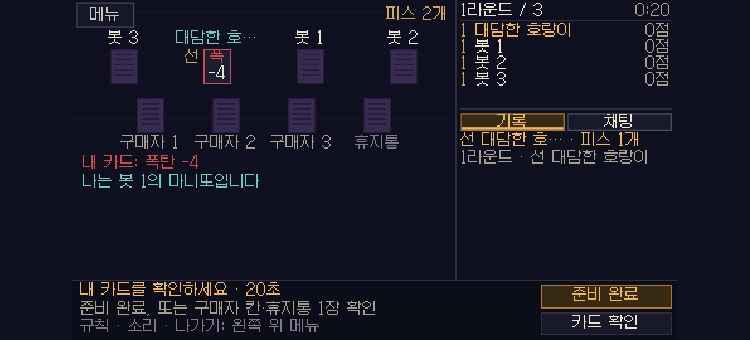 메뉴
피스 2개
봇 3
대담한 호…
봇 1
봇 2
선
폭
-4
구매자 1
구매자 2
구매자 3
휴지통
내 카드: 폭탄 -4
나는 봇 1의 마니또입니다
내 카드를 확인하세요 · 20초
준비 완료, 또는 구매자 칸·휴지통 1장 확인
규칙 · 소리 · 나가기: 왼쪽 위 메뉴
1라운드 / 3
0:20
1 대담한 호랑이 0점
1 봇 1 0점
1 봇 2 0점
1 봇 3 0점
기록
채팅
선 대담한 호… · 피스 1개
1라운드 · 선 대담한 호랑이
준비 완료
카드 확인